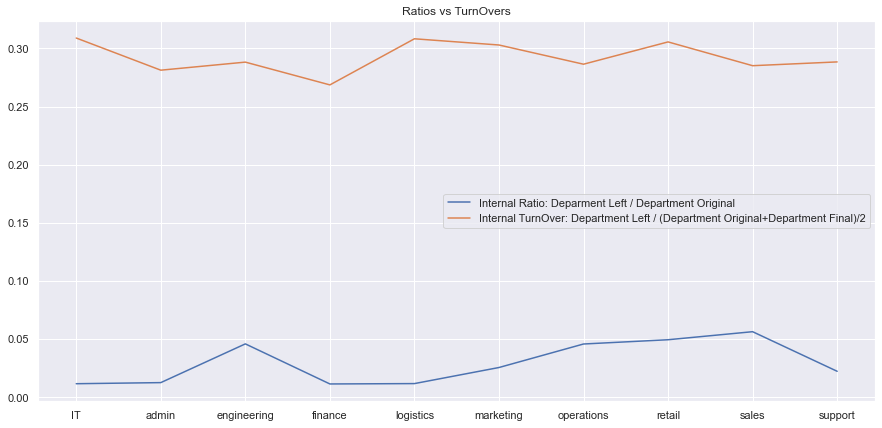 Ratios vs TurnOvers
0.30
0.25
0.20
0.15
0.10
0.05
0.00
Internal Ratio: Deparment Left / Department Original
Internal TurnOver: Department Left / (Department Original+Department Final)/2
IT admin engineering finance logistics marketing operations retail sales support